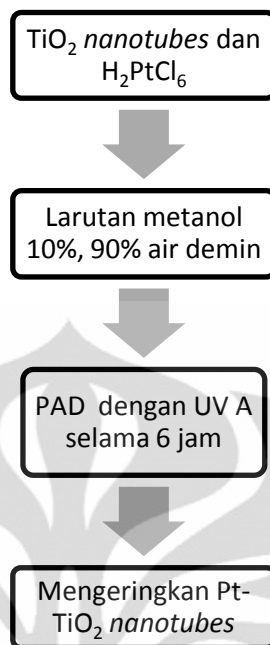 TiO₂ nanotubes dan
H₂PtCl₆
Larutan metanol
10%, 90% air demin
PAD dengan UV A
selama 6 jam
Mengeringkan Pt-
TiO₂ nanotubes